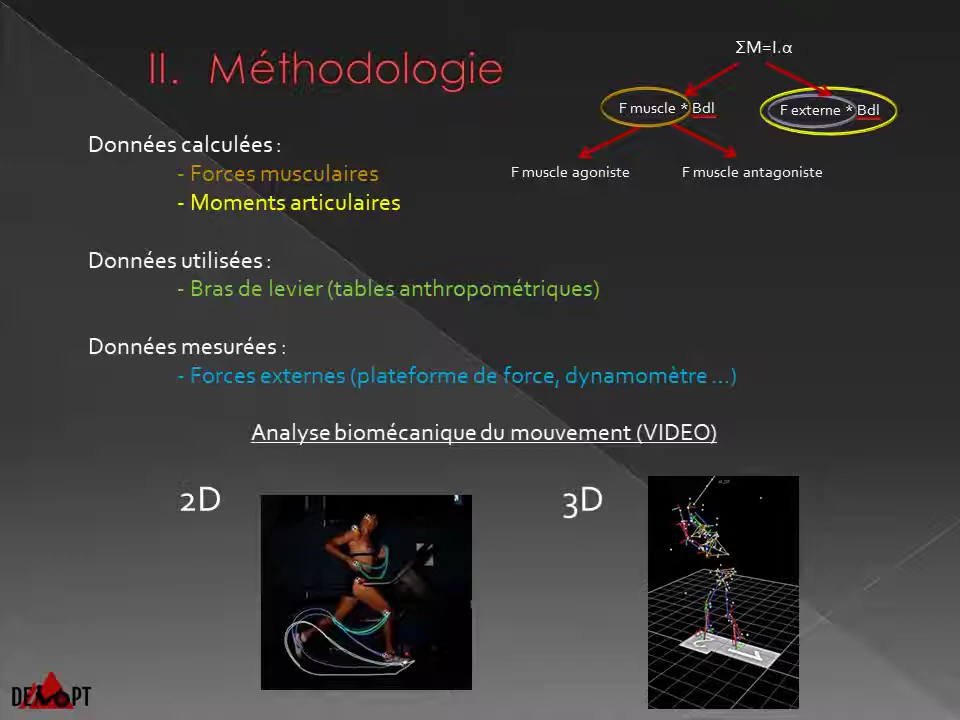 II. Méthodologie
ΣM=I.α
F muscle * Bdl
F externe * Bdl
F muscle agoniste
F muscle antagoniste
Données calculées :
- Forces musculaires
- Moments articulaires
Données utilisées :
- Bras de levier (tables anthropométriques)
Données mesurées :
- Forces externes (plateforme de force, dynamomètre …)
Analyse biomécanique du mouvement (VIDEO)
2D
3D